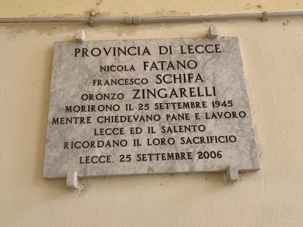 PROVINCIA DI LECCE
NICOLA FATANO
FRANCESCO SCHIFA
ORONZO ZINGARELLI
MORIRONO IL 25 SETTEMBRE 1945
MENTRE CHIEDEVANO PANE E LAVORO
LECCE ED IL SALENTO
RICORDANO IL LORO SACRIFICIO
LECCE, 25 SETTEMBRE 2006